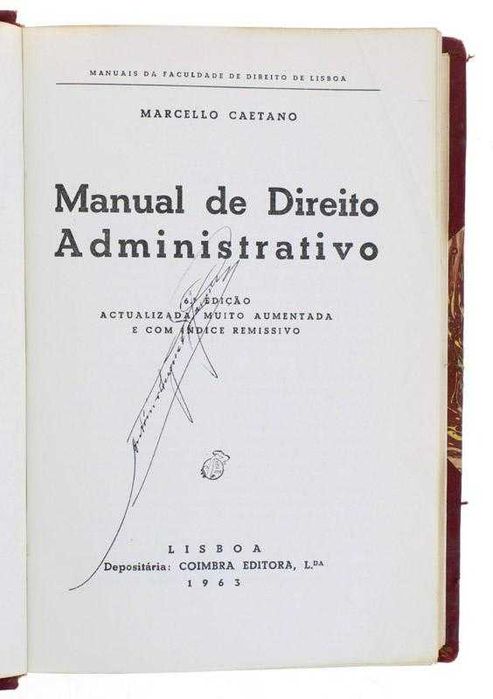 MANUAIS DA FACULDADE DE DIREITO DE LISBOA
MARCELLO CAETANO
Manual de Direito
Administrativo
6.ª EDIÇÃO
ACTUALIZADA, MUITO AUMENTADA
E COM ÍNDICE REMISSIVO
LISBOA
Depositária: COIMBRA EDITORA, L.DA
1963